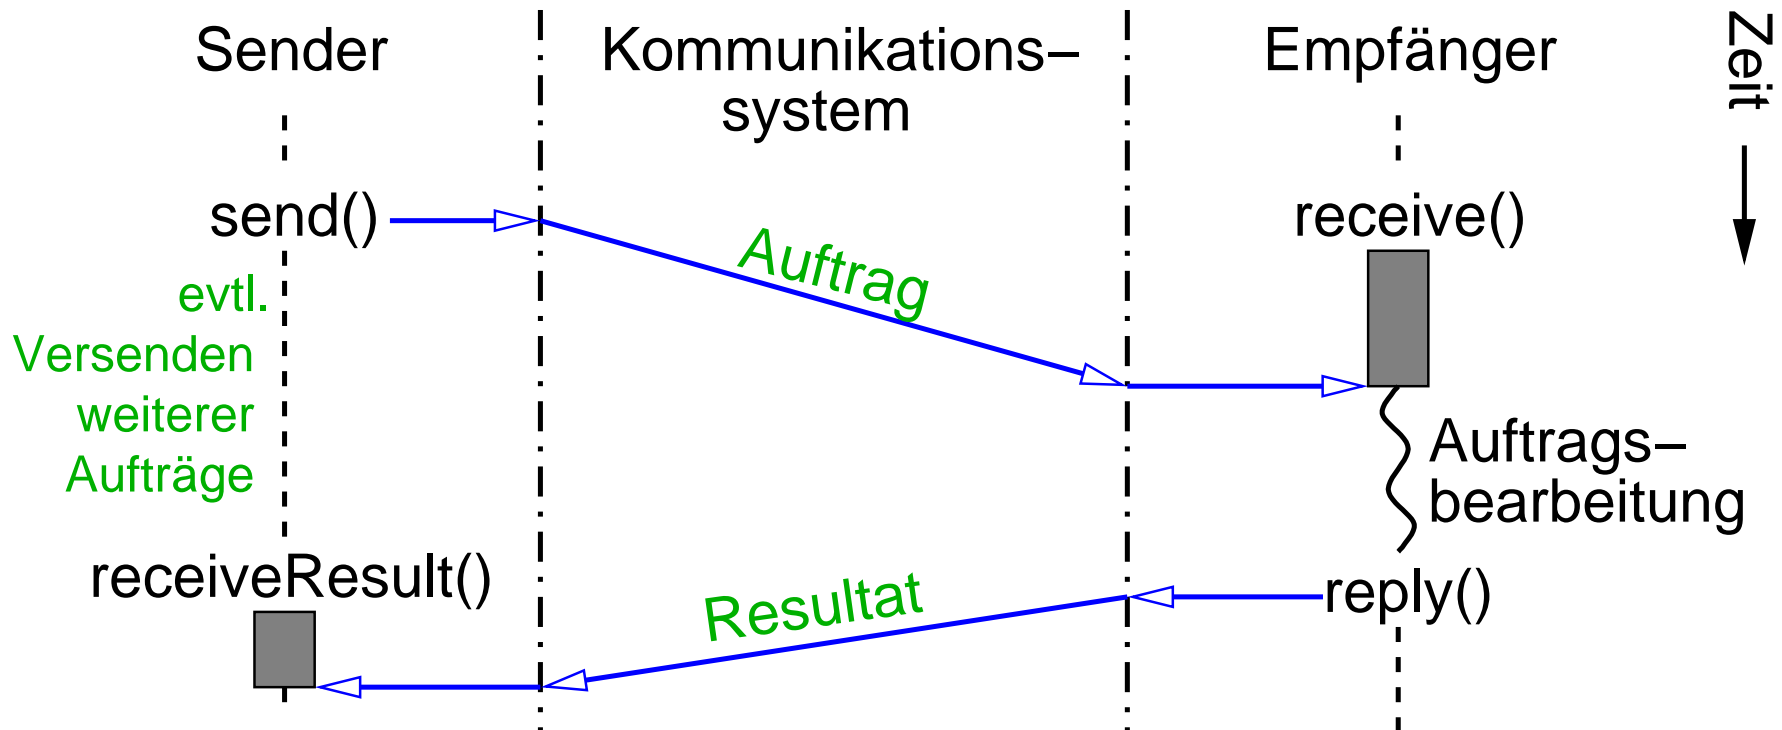 Sender
Kommunikations–
system
Empfänger
Zeit
send()
Auftrag
receive()
evtl.
Versenden
weiterer
Aufträge
Auftrags–
bearbeitung
receiveResult()
Resultat
reply()